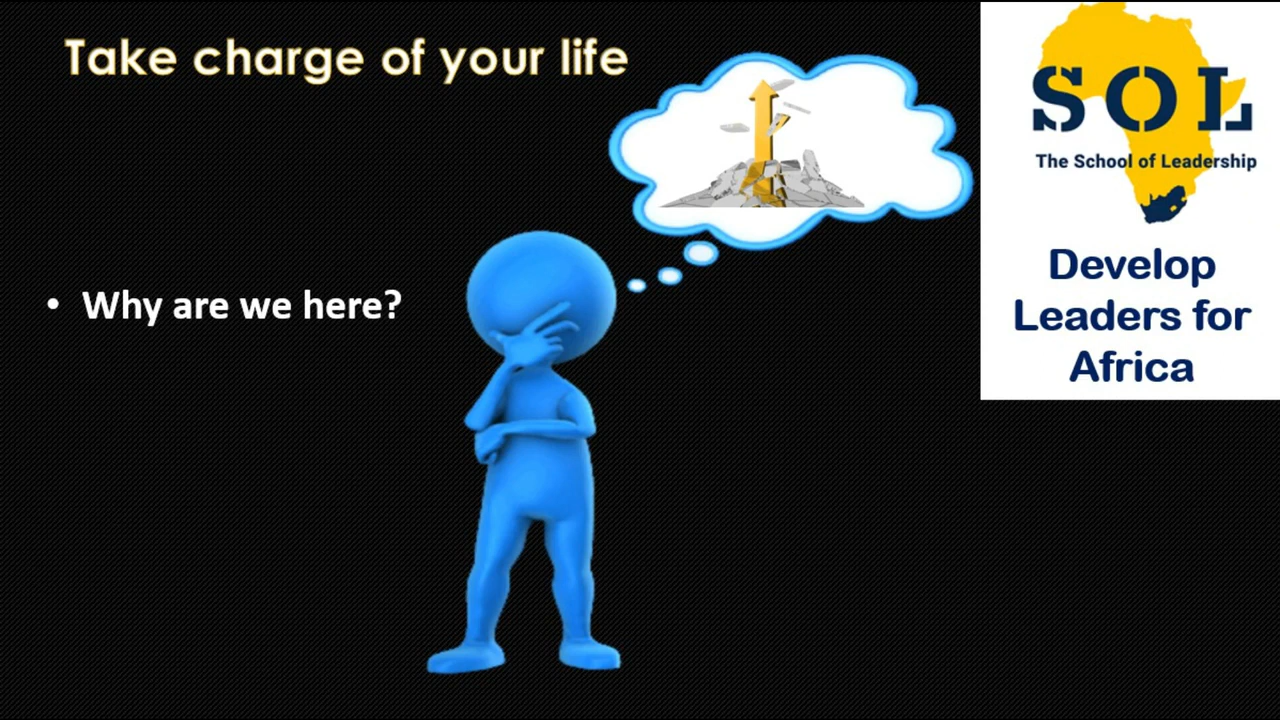 Take charge of your life
• Why are we here?
SOL
The School of Leadership
Develop
Leaders for
Africa